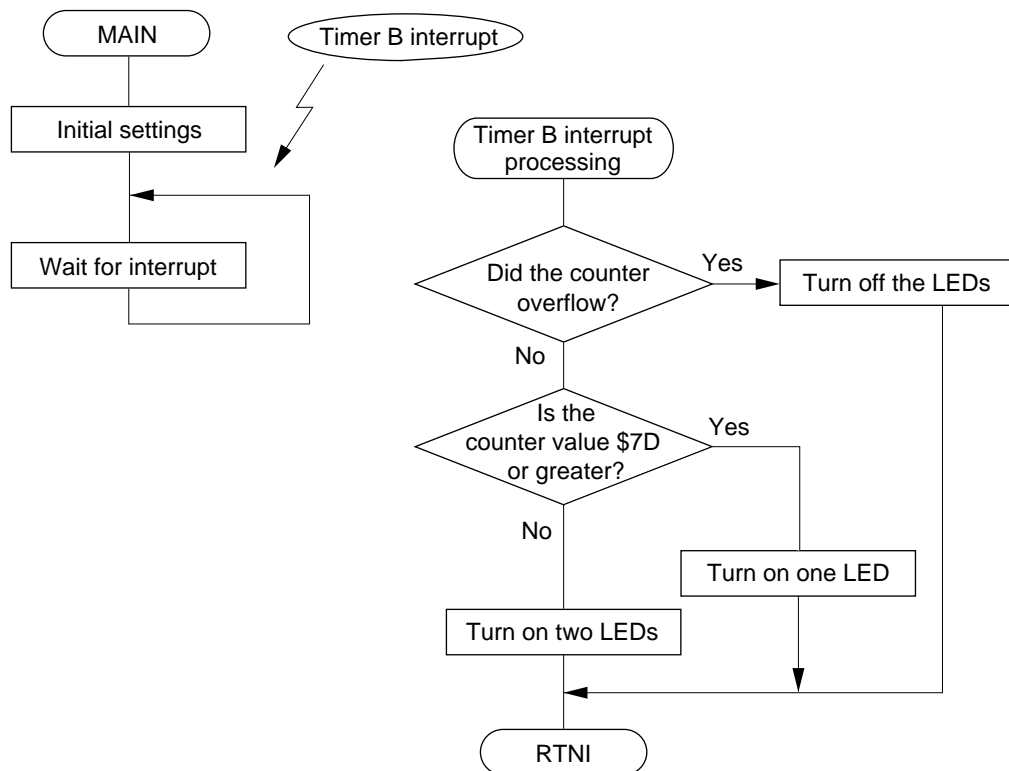 MAIN
Timer B interrupt
Initial settings
Wait for interrupt
Timer B interrupt
processing
Did the counter
overflow?
Yes
Turn off the LEDs
No
Is the
counter value $7D
or greater?
Yes
No
Turn on one LED
Turn on two LEDs
RTNI